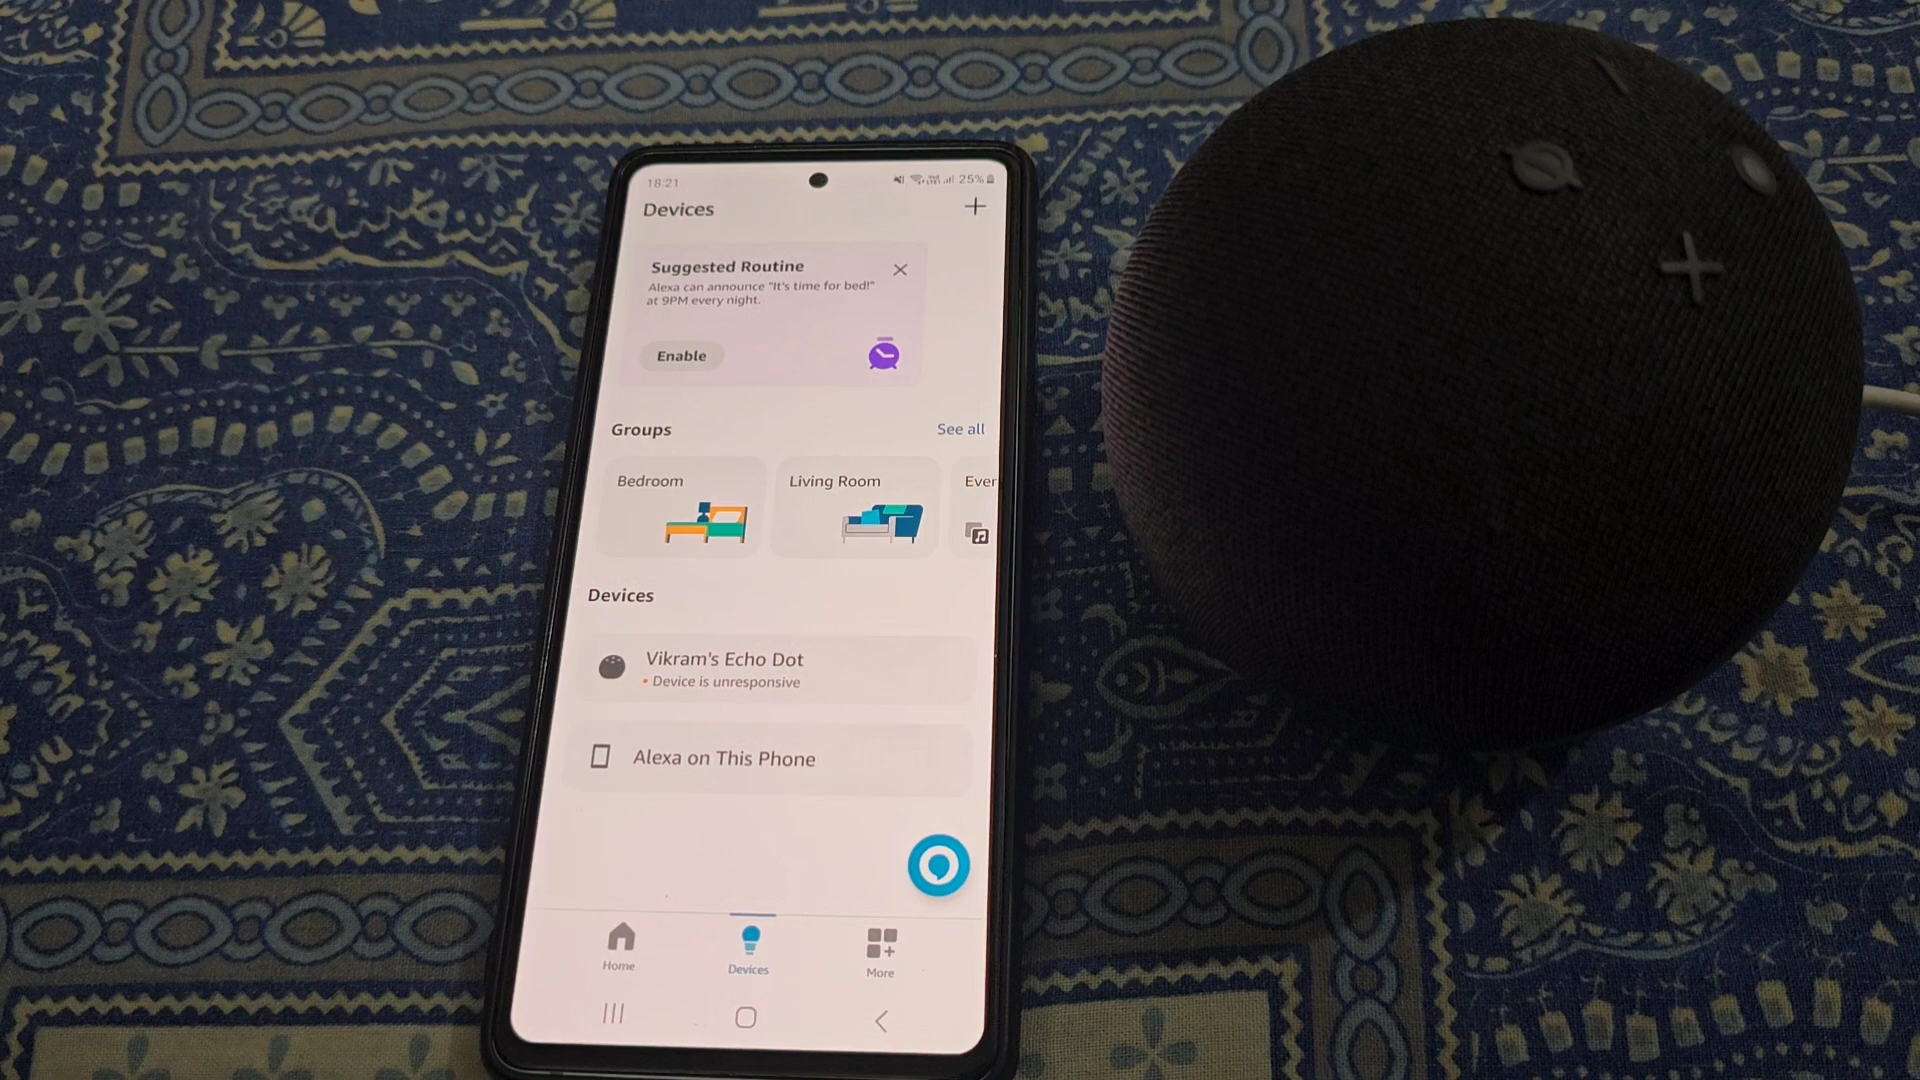 18:21
25%
Devices
Suggested Routine
Alexa can announce "It's time for bed!"
at 9PM every night.
Enable
Groups
See all
Bedroom
Living Room
Ever
Devices
Vikram's Echo Dot
• Device is unresponsive
Alexa on This Phone
Home
Devices
More